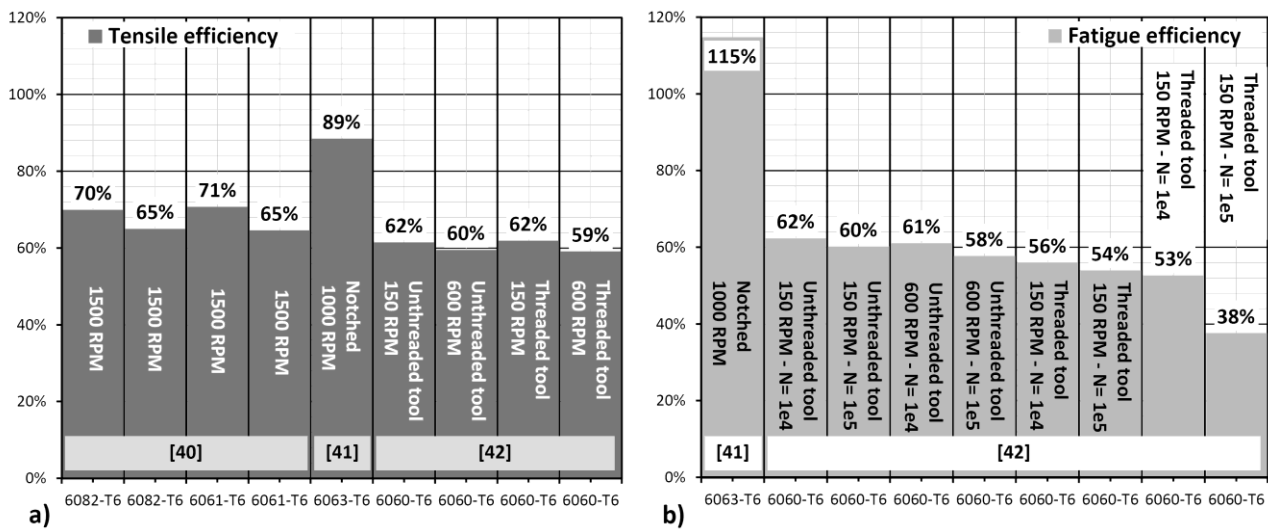 Tensile efficiency
120%
100%
80%
60%
40%
20%
0%
70%
65%
71%
65%
89%
62%
60%
62%
59%
1500 RPM
1500 RPM
1500 RPM
1500 RPM
Notched
1000 RPM
Unthreaded tool
150 RPM
Unthreaded tool
600 RPM
Threaded tool
150 RPM
Threaded tool
600 RPM
[40]
[41]
[42]
6082-T6 6082-T6 6061-T6 6061-T6 6063-T6 6060-T6 6060-T6 6060-T6 6060-T6
a)
Fatigue efficiency
120%
100%
80%
60%
40%
20%
0%
115%
62%
60%
61%
58%
56%
54%
53%
38%
Notched
1000 RPM
Unthreaded tool
150 RPM - N= 1e4
Unthreaded tool
150 RPM - N= 1e5
Unthreaded tool
600 RPM - N= 1e4
Unthreaded tool
600 RPM - N= 1e5
Threaded tool
150 RPM - N= 1e4
Threaded tool
150 RPM - N= 1e5
Threaded tool
150 RPM - N= 1e4
Threaded tool
150 RPM - N= 1e5
[41]
[42]
6063-T6 6060-T6 6060-T6 6060-T6 6060-T6 6060-T6 6060-T6 6060-T6 6060-T6
b)